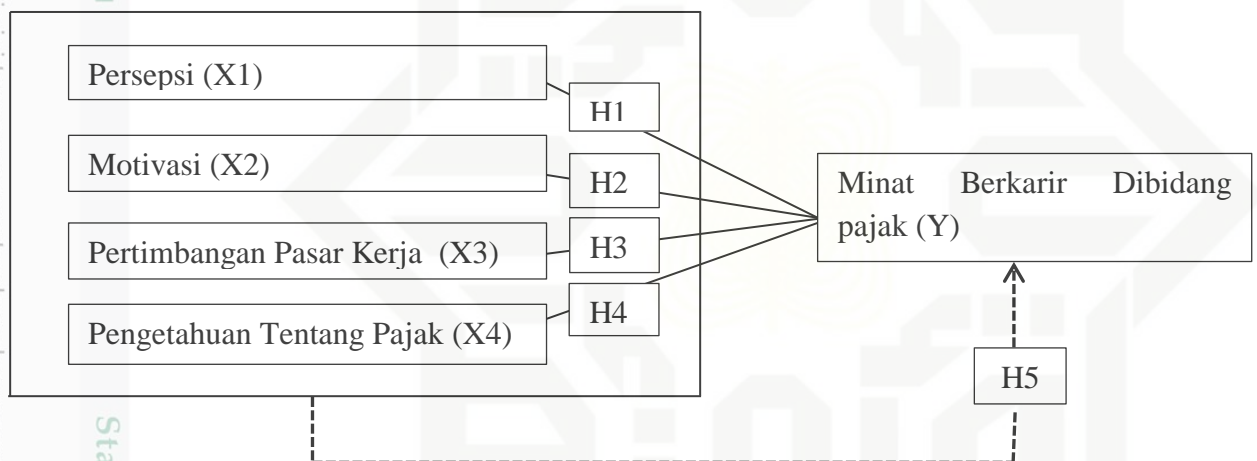 Persepsi (X1)
H1
Motivasi (X2)
H2
Minat Berkarir Dibidang
pajak (Y)
Pertimbangan Pasar Kerja (X3)
H3
Pengetahuan Tentang Pajak (X4)
H4
H5
Sta